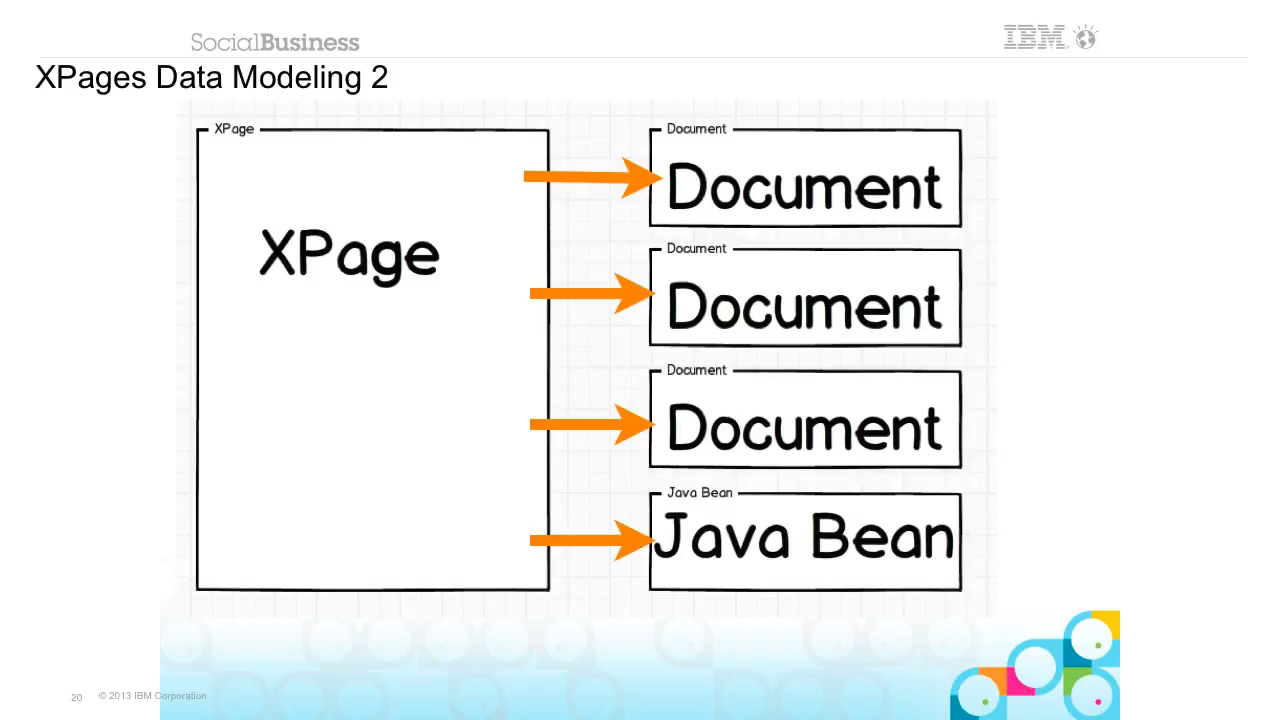 SocialBusiness
IBM
XPages Data Modeling 2
XPage
XPage
Document
Document
Document
Document
Document
Document
Java Bean
Java Bean
20
© 2013 IBM Corporation